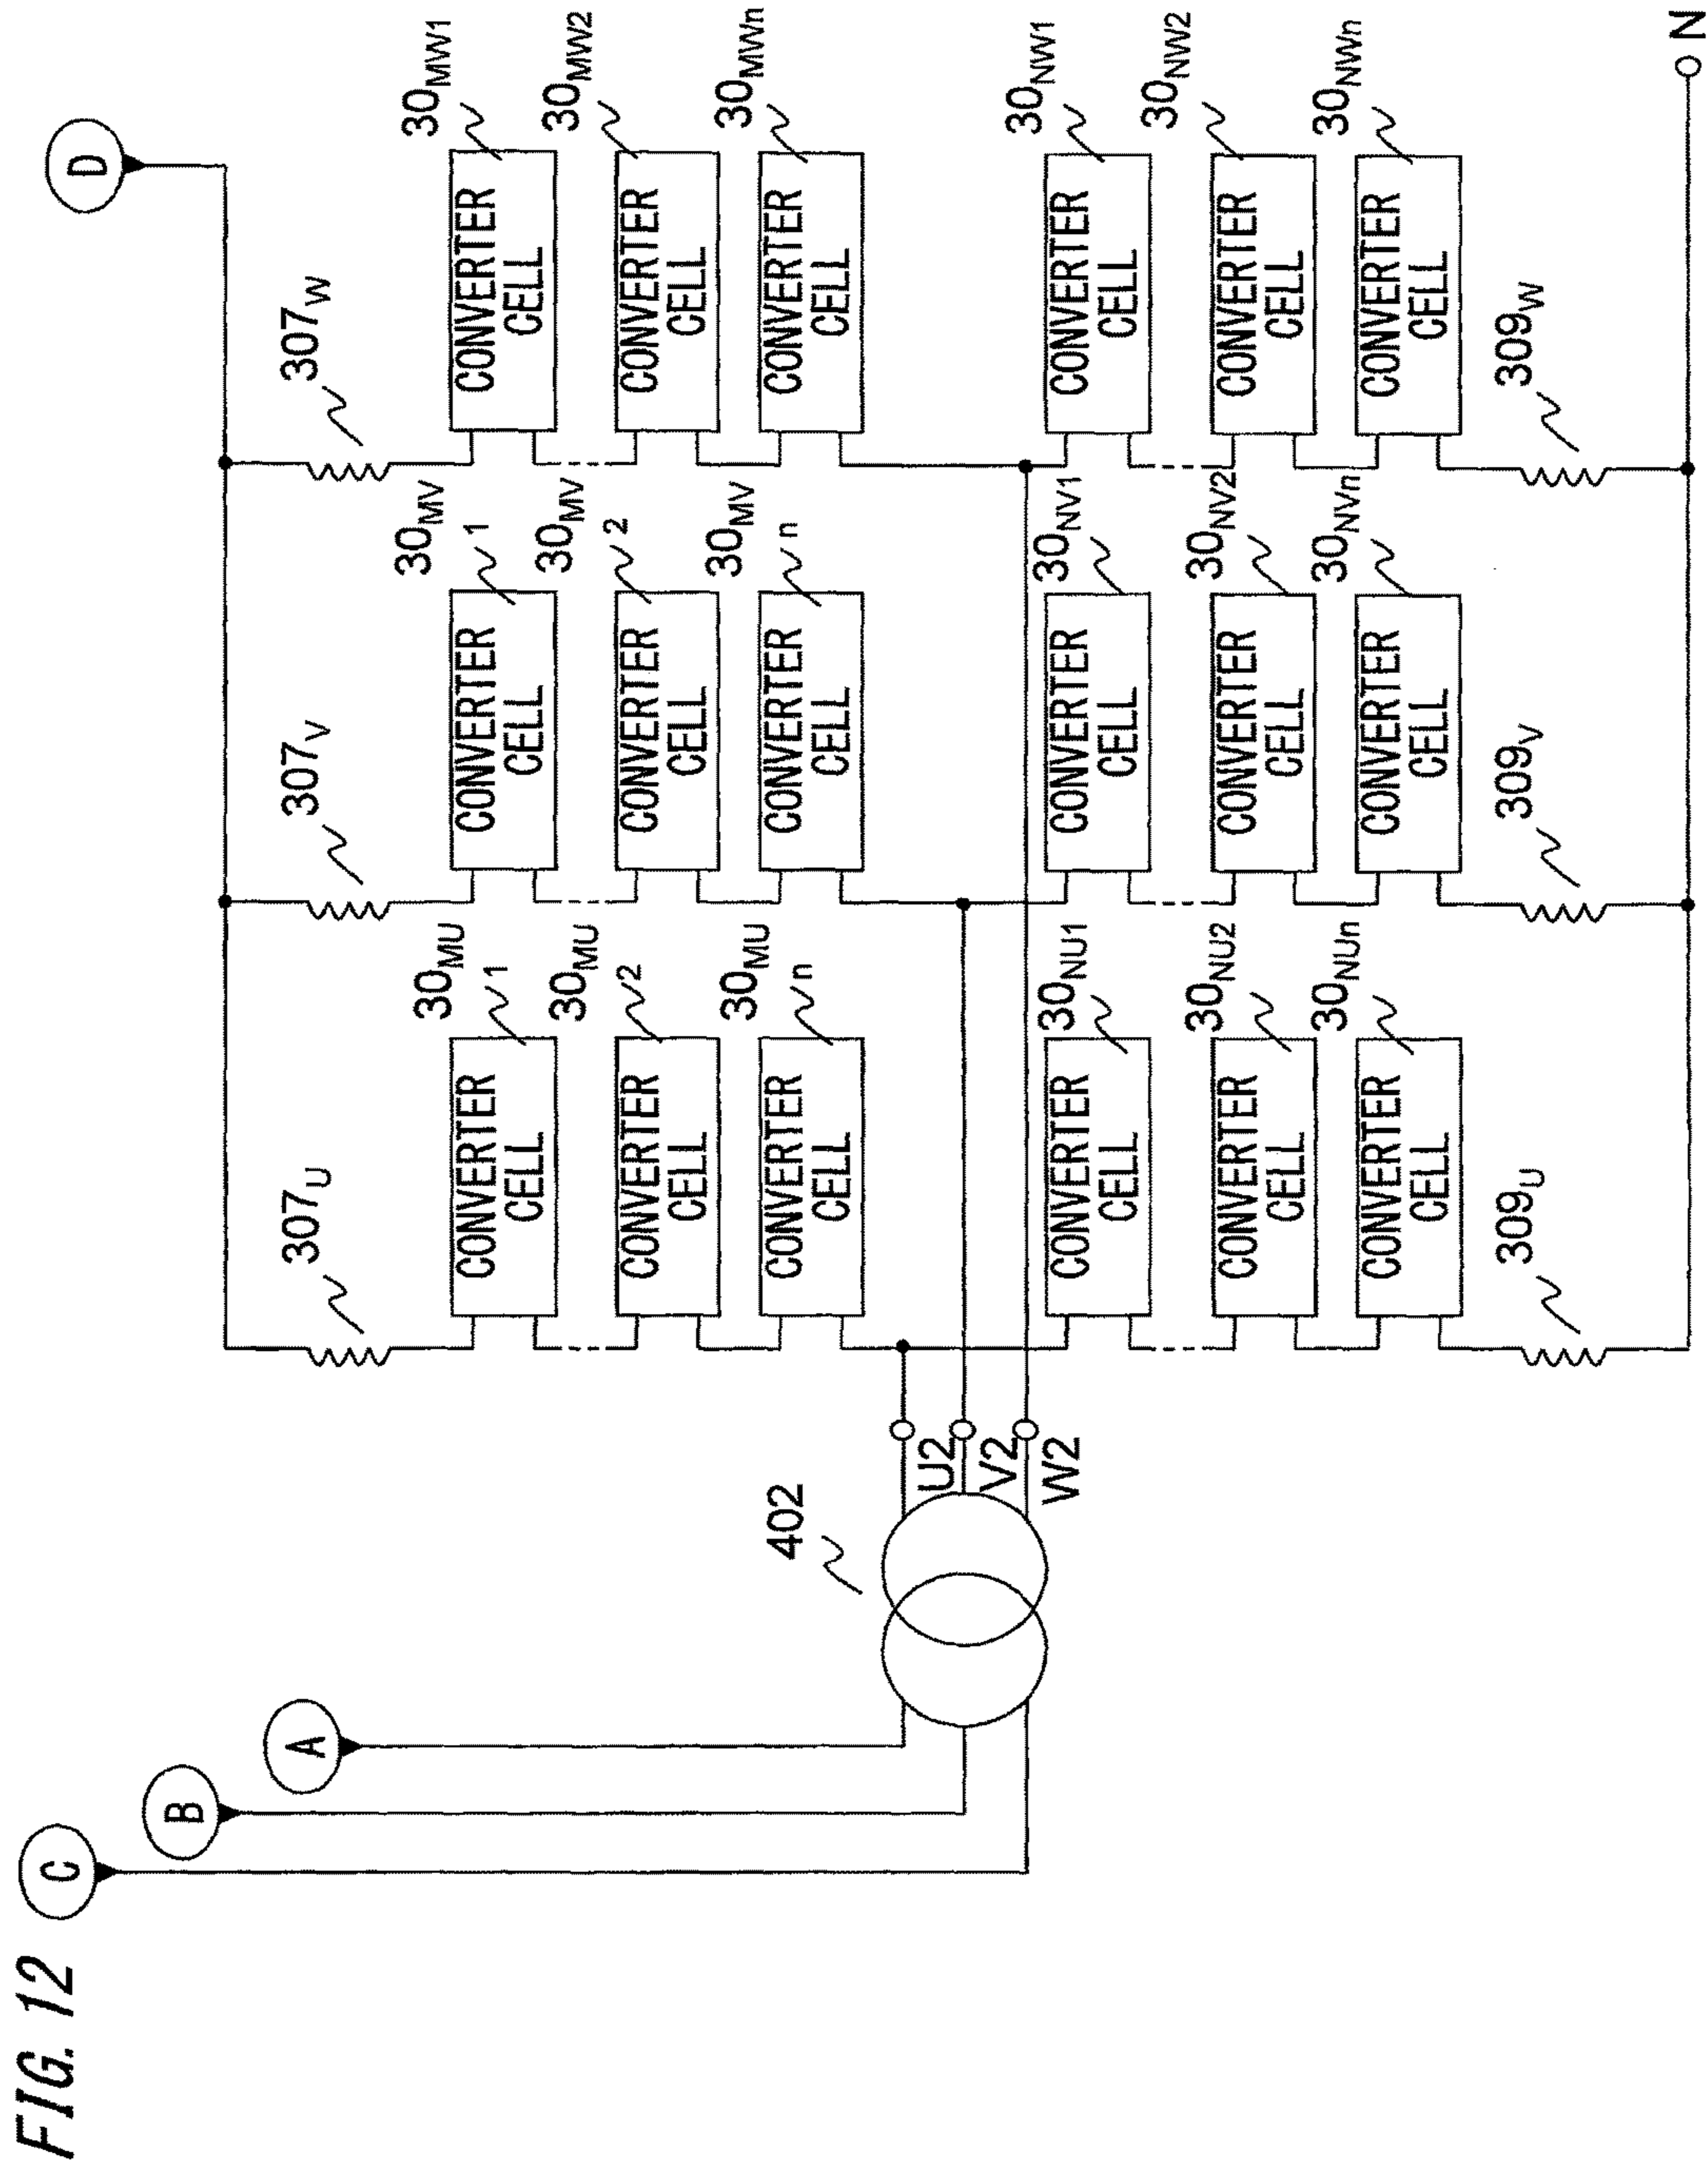 FIG. 12
C
B
A
D
402
U2
V2
W2
307U
307V
307W
30MU1
CONVERTER
CELL
30MV1
CONVERTER
CELL
30MW1
CONVERTER
CELL
30MU2
CONVERTER
CELL
30MV2
CONVERTER
CELL
30MW2
CONVERTER
CELL
30MUn
CONVERTER
CELL
30MVn
CONVERTER
CELL
30MWn
CONVERTER
CELL
30NU1
CONVERTER
CELL
30NV1
CONVERTER
CELL
30NW1
CONVERTER
CELL
30NU2
CONVERTER
CELL
30NV2
CONVERTER
CELL
30NW2
CONVERTER
CELL
30NUn
CONVERTER
CELL
30NVn
CONVERTER
CELL
30NWn
CONVERTER
CELL
309U
309V
309W
N